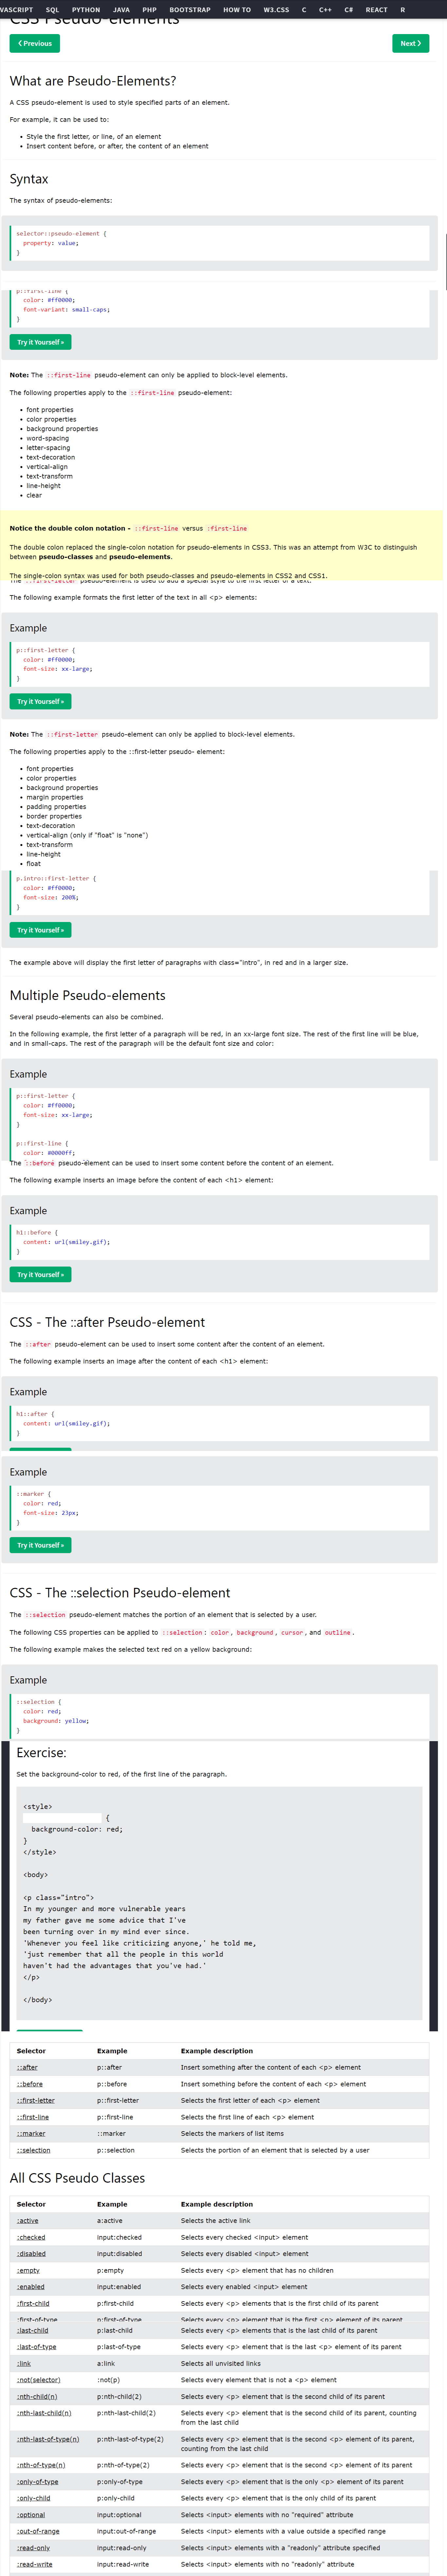 VASCRIPT SQL PYTHON JAVA PHP BOOTSTRAP HOW TO W3.CSS C C++ C# REACT R
CSS Pseudo-elements
❮ Previous Next ❯
What are Pseudo-Elements?
A CSS pseudo-element is used to style specified parts of an element.
For example, it can be used to:
• Style the first letter, or line, of an element
• Insert content before, or after, the content of an element
Syntax
The syntax of pseudo-elements:
selector::pseudo-element {
  property: value;
}
p::first-line {
  color: #ff0000;
  font-variant: small-caps;
}
Try it Yourself »
Note: The ::first-line pseudo-element can only be applied to block-level elements.
The following properties apply to the ::first-line pseudo-element:
• font properties
• color properties
• background properties
• word-spacing
• letter-spacing
• text-decoration
• vertical-align
• text-transform
• line-height
• clear
Notice the double colon notation - ::first-line versus :first-line
The double colon replaced the single-colon notation for pseudo-elements in CSS3. This was an attempt from W3C to distinguish
between pseudo-classes and pseudo-elements.
The single-colon syntax was used for both pseudo-classes and pseudo-elements in CSS2 and CSS1.
The ::first-letter pseudo-element is used to add a special style to the first letter of a text.
The following example formats the first letter of the text in all <p> elements:
Example
p::first-letter {
  color: #ff0000;
  font-size: xx-large;
}
Try it Yourself »
Note: The ::first-letter pseudo-element can only be applied to block-level elements.
The following properties apply to the ::first-letter pseudo- element:
• font properties
• color properties
• background properties
• margin properties
• padding properties
• border properties
• text-decoration
• vertical-align (only if "float" is "none")
• text-transform
• line-height
• float
p.intro::first-letter {
  color: #ff0000;
  font-size: 200%;
}
Try it Yourself »
The example above will display the first letter of paragraphs with class="intro", in red and in a larger size.
Multiple Pseudo-elements
Several pseudo-elements can also be combined.
In the following example, the first letter of a paragraph will be red, in an xx-large font size. The rest of the first line will be blue,
and in small-caps. The rest of the paragraph will be the default font size and color:
Example
p::first-letter {
  color: #ff0000;
  font-size: xx-large;
}
p::first-line {
  color: #0000ff;
The ::before pseudo-element can be used to insert some content before the content of an element.
The following example inserts an image before the content of each <h1> element:
Example
h1::before {
  content: url(smiley.gif);
}
Try it Yourself »
CSS - The ::after Pseudo-element
The ::after pseudo-element can be used to insert some content after the content of an element.
The following example inserts an image after the content of each <h1> element:
Example
h1::after {
  content: url(smiley.gif);
}
Example
::marker {
  color: red;
  font-size: 23px;
}
Try it Yourself »
CSS - The ::selection Pseudo-element
The ::selection pseudo-element matches the portion of an element that is selected by a user.
The following CSS properties can be applied to ::selection: color, background, cursor, and outline.
The following example makes the selected text red on a yellow background:
Example
::selection {
  color: red;
  background: yellow;
}
Exercise:
Set the background-color to red, of the first line of the paragraph.
<style>
{
  background-color: red;
}
</style>
<body>
<p class="intro">
In my younger and more vulnerable years
my father gave me some advice that I've
been turning over in my mind ever since.
'Whenever you feel like criticizing anyone,' he told me,
'just remember that all the people in this world
haven't had the advantages that you've had.'
</p>
</body>
Selector Example Example description
::after p::after Insert something after the content of each <p> element
::before p::before Insert something before the content of each <p> element
::first-letter p::first-letter Selects the first letter of each <p> element
::first-line p::first-line Selects the first line of each <p> element
::marker ::marker Selects the markers of list items
::selection p::selection Selects the portion of an element that is selected by a user
All CSS Pseudo Classes
Selector Example Example description
:active a:active Selects the active link
:checked input:checked Selects every checked <input> element
:disabled input:disabled Selects every disabled <input> element
:empty p:empty Selects every <p> element that has no children
:enabled input:enabled Selects every enabled <input> element
:first-child p:first-child Selects every <p> elements that is the first child of its parent
:first-of-type p:first-of-type Selects every <p> element that is the first <p> element of its parent
:last-child p:last-child Selects every <p> elements that is the last child of its parent
:last-of-type p:last-of-type Selects every <p> element that is the last <p> element of its parent
:link a:link Selects all unvisited links
:not(selector) :not(p) Selects every element that is not a <p> element
:nth-child(n) p:nth-child(2) Selects every <p> element that is the second child of its parent
:nth-last-child(n) p:nth-last-child(2) Selects every <p> element that is the second child of its parent, counting
from the last child
:nth-last-of-type(n) p:nth-last-of-type(2) Selects every <p> element that is the second <p> element of its parent,
counting from the last child
:nth-of-type(n) p:nth-of-type(2) Selects every <p> element that is the second <p> element of its parent
:only-of-type p:only-of-type Selects every <p> element that is the only <p> element of its parent
:only-child p:only-child Selects every <p> element that is the only child of its parent
:optional input:optional Selects <input> elements with no "required" attribute
:out-of-range input:out-of-range Selects <input> elements with a value outside a specified range
:read-only input:read-only Selects <input> elements with a "readonly" attribute specified
:read-write input:read-write Selects <input> elements with no "readonly" attribute